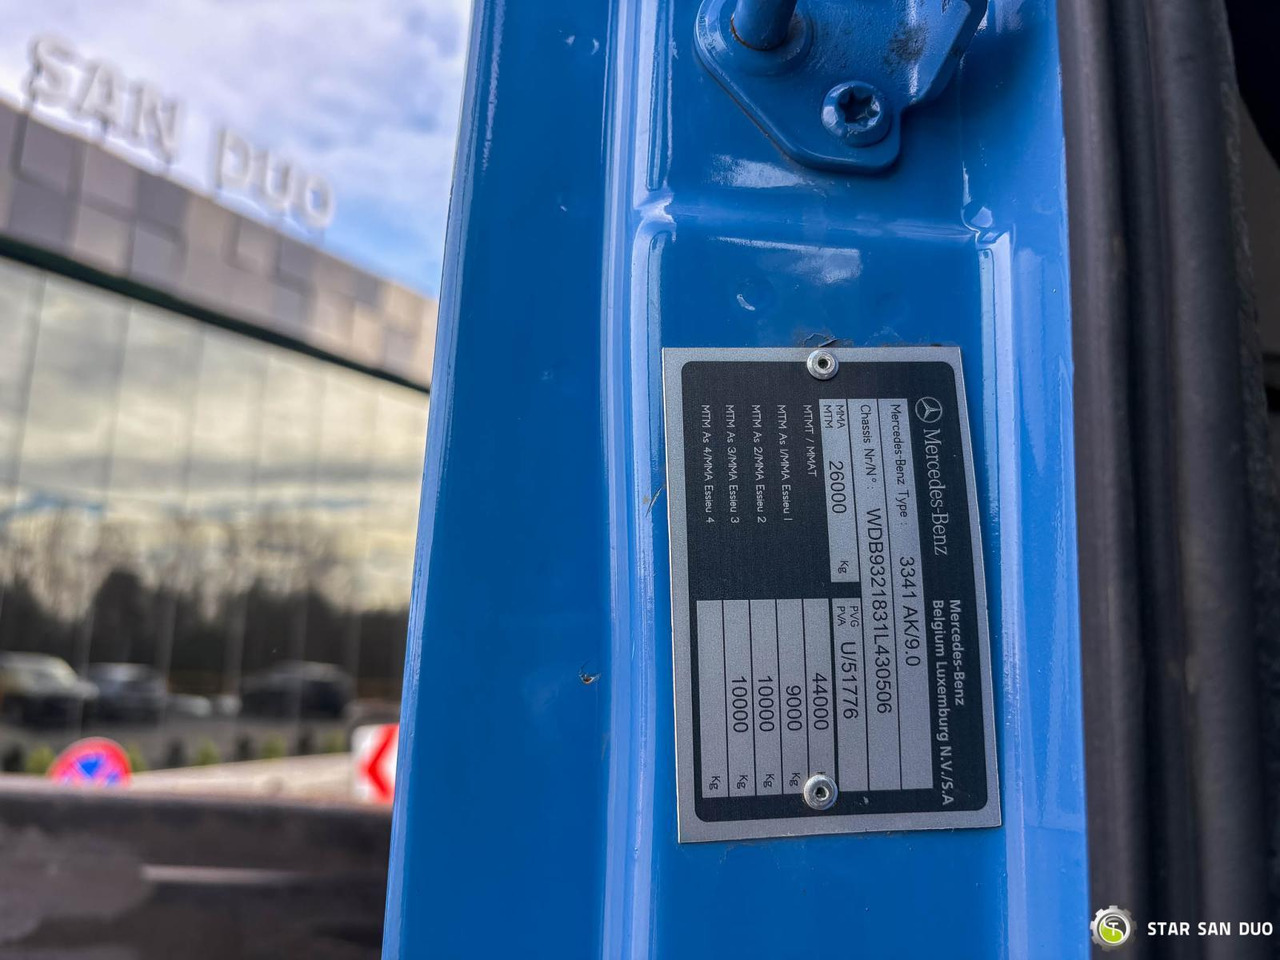 SAN DUO
Mercedes-Benz
Mercedes-Benz
Belgium Luxemburg N.V./S.A
Mercedes-Benz Type : 3341 AK/9.0
Chassis Nr/N° : WDB9321831L430506
MMA
MTM 26000 Kg
PVG
PVA U/51776
MTMT / MMAT 44000
MTM As 1/MMA Essieu 1 9000 Kg
MTM As 2/MMA Essieu 2 10000 Kg
MTM As 3/MMA Essieu 3 10000 Kg
MTM As 4/MMA Essieu 4 Kg
STAR SAN DUO